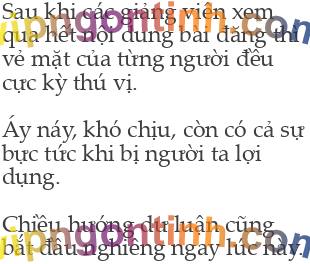 Sau khi các giảng viên xem
qua hết nội dung bài đăng thì
vẻ mặt của từng người đều
cực kỳ thú vị.
Áy náy, khó chịu, còn có cả sự
bực tức khi bị người ta lợi
dụng.
Chiều hướng dư luận cũng
bắt đầu nghiêng ngay lúc này.